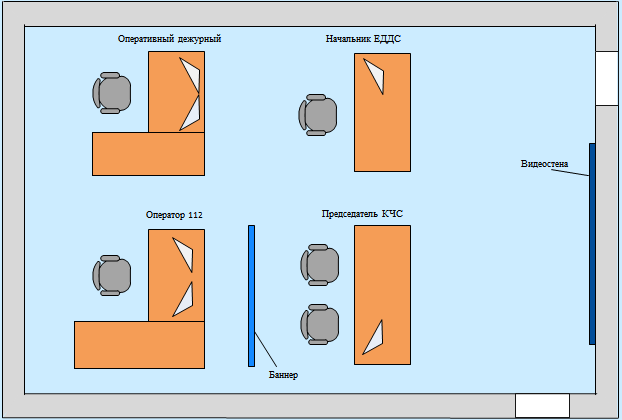 Оперативный дежурный
Начальник ЕДДС
Видеостена
Оператор 112
Председатель КЧС
Баннер